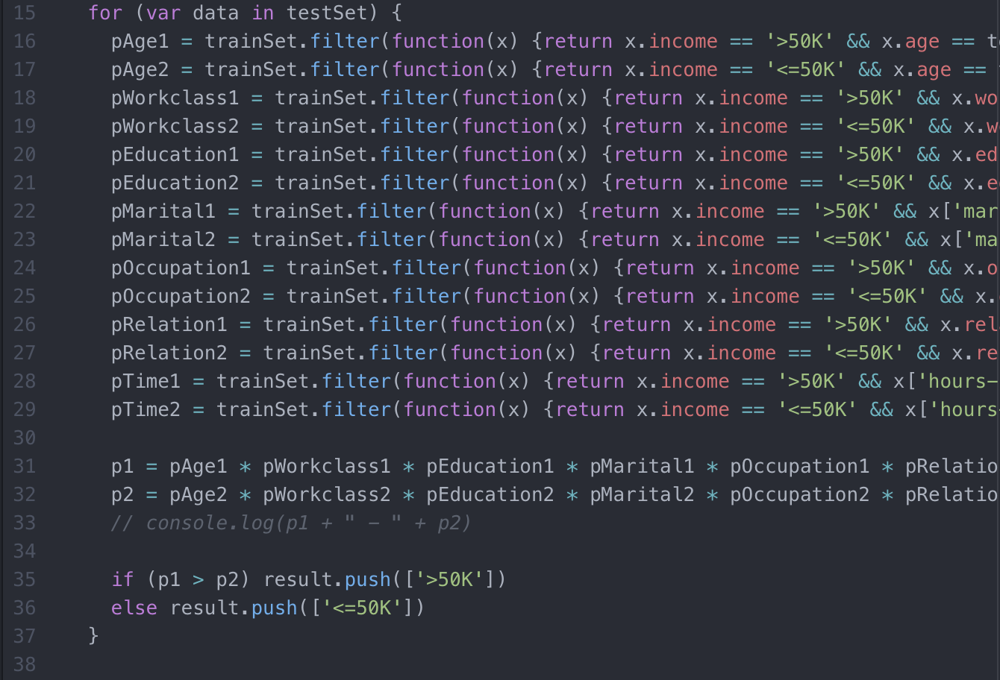 15 for (var data in testSet) {
16 pAge1 = trainSet.filter(function(x) {return x.income == '>50K' && x.age == t
17 pAge2 = trainSet.filter(function(x) {return x.income == '<=50K' && x.age ==
18 pWorkclass1 = trainSet.filter(function(x) {return x.income == '>50K' && x.wo
19 pWorkclass2 = trainSet.filter(function(x) {return x.income == '<=50K' && x.w
20 pEducation1 = trainSet.filter(function(x) {return x.income == '>50K' && x.ed
21 pEducation2 = trainSet.filter(function(x) {return x.income == '<=50K' && x.e
22 pMarital1 = trainSet.filter(function(x) {return x.income == '>50K' && x['mar
23 pMarital2 = trainSet.filter(function(x) {return x.income == '<=50K' && x['ma
24 pOccupation1 = trainSet.filter(function(x) {return x.income == '>50K' && x.o
25 pOccupation2 = trainSet.filter(function(x) {return x.income == '<=50K' && x.
26 pRelation1 = trainSet.filter(function(x) {return x.income == '>50K' && x.rel
27 pRelation2 = trainSet.filter(function(x) {return x.income == '<=50K' && x.re
28 pTime1 = trainSet.filter(function(x) {return x.income == '>50K' && x['hours-
29 pTime2 = trainSet.filter(function(x) {return x.income == '<=50K' && x['hours
30
31 p1 = pAge1 * pWorkclass1 * pEducation1 * pMarital1 * pOccupation1 * pRelatio
32 p2 = pAge2 * pWorkclass2 * pEducation2 * pMarital2 * pOccupation2 * pRelatio
33 // console.log(p1 + " - " + p2)
34
35 if (p1 > p2) result.push(['>50K'])
36 else result.push(['<=50K'])
37 }
38